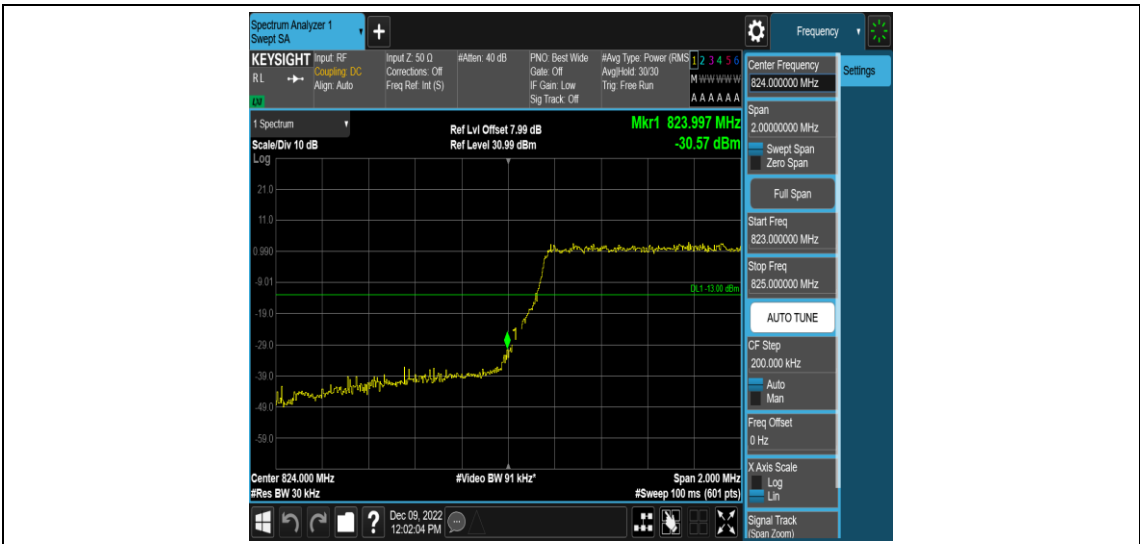 Spectrum Analyzer 1
Swept SA
+
Frequency
KEYSIGHT
RL
LXI
Input: RF
Coupling: DC
Align: Auto
Input Z: 50 Ω
Corrections: Off
Freq Ref: Int (S)
#Atten: 40 dB
PNO: Best Wide
Gate: Off
IF Gain: Low
Sig Track: Off
#Avg Type: Power (RMS
Avg|Hold: 30/30
Trig: Free Run
1 2 3 4 5 6
M W W W W W
A A A A A A
1 Spectrum
Scale/Div 10 dB
Log
Ref Lvl Offset 7.99 dB
Ref Level 30.99 dBm
Mkr1 823.997 MHz
-30.57 dBm
21.0
11.0
0.990
-9.01
DL1 -13.00 dBm
-19.0
1
-29.0
-39.0
-49.0
-59.0
Center 824.000 MHz
#Video BW 91 kHz*
Span 2.000 MHz
#Res BW 30 kHz
#Sweep 100 ms (601 pts)
?
Dec 09, 2022
12:02:04 PM
Center Frequency
824.000000 MHz
Settings
Span
2.00000000 MHz
Swept Span
Zero Span
Full Span
Start Freq
823.000000 MHz
Stop Freq
825.000000 MHz
AUTO TUNE
CF Step
200.000 kHz
Auto
Man
Freq Offset
0 Hz
X Axis Scale
Log
Lin
Signal Track
(Span Zoom)